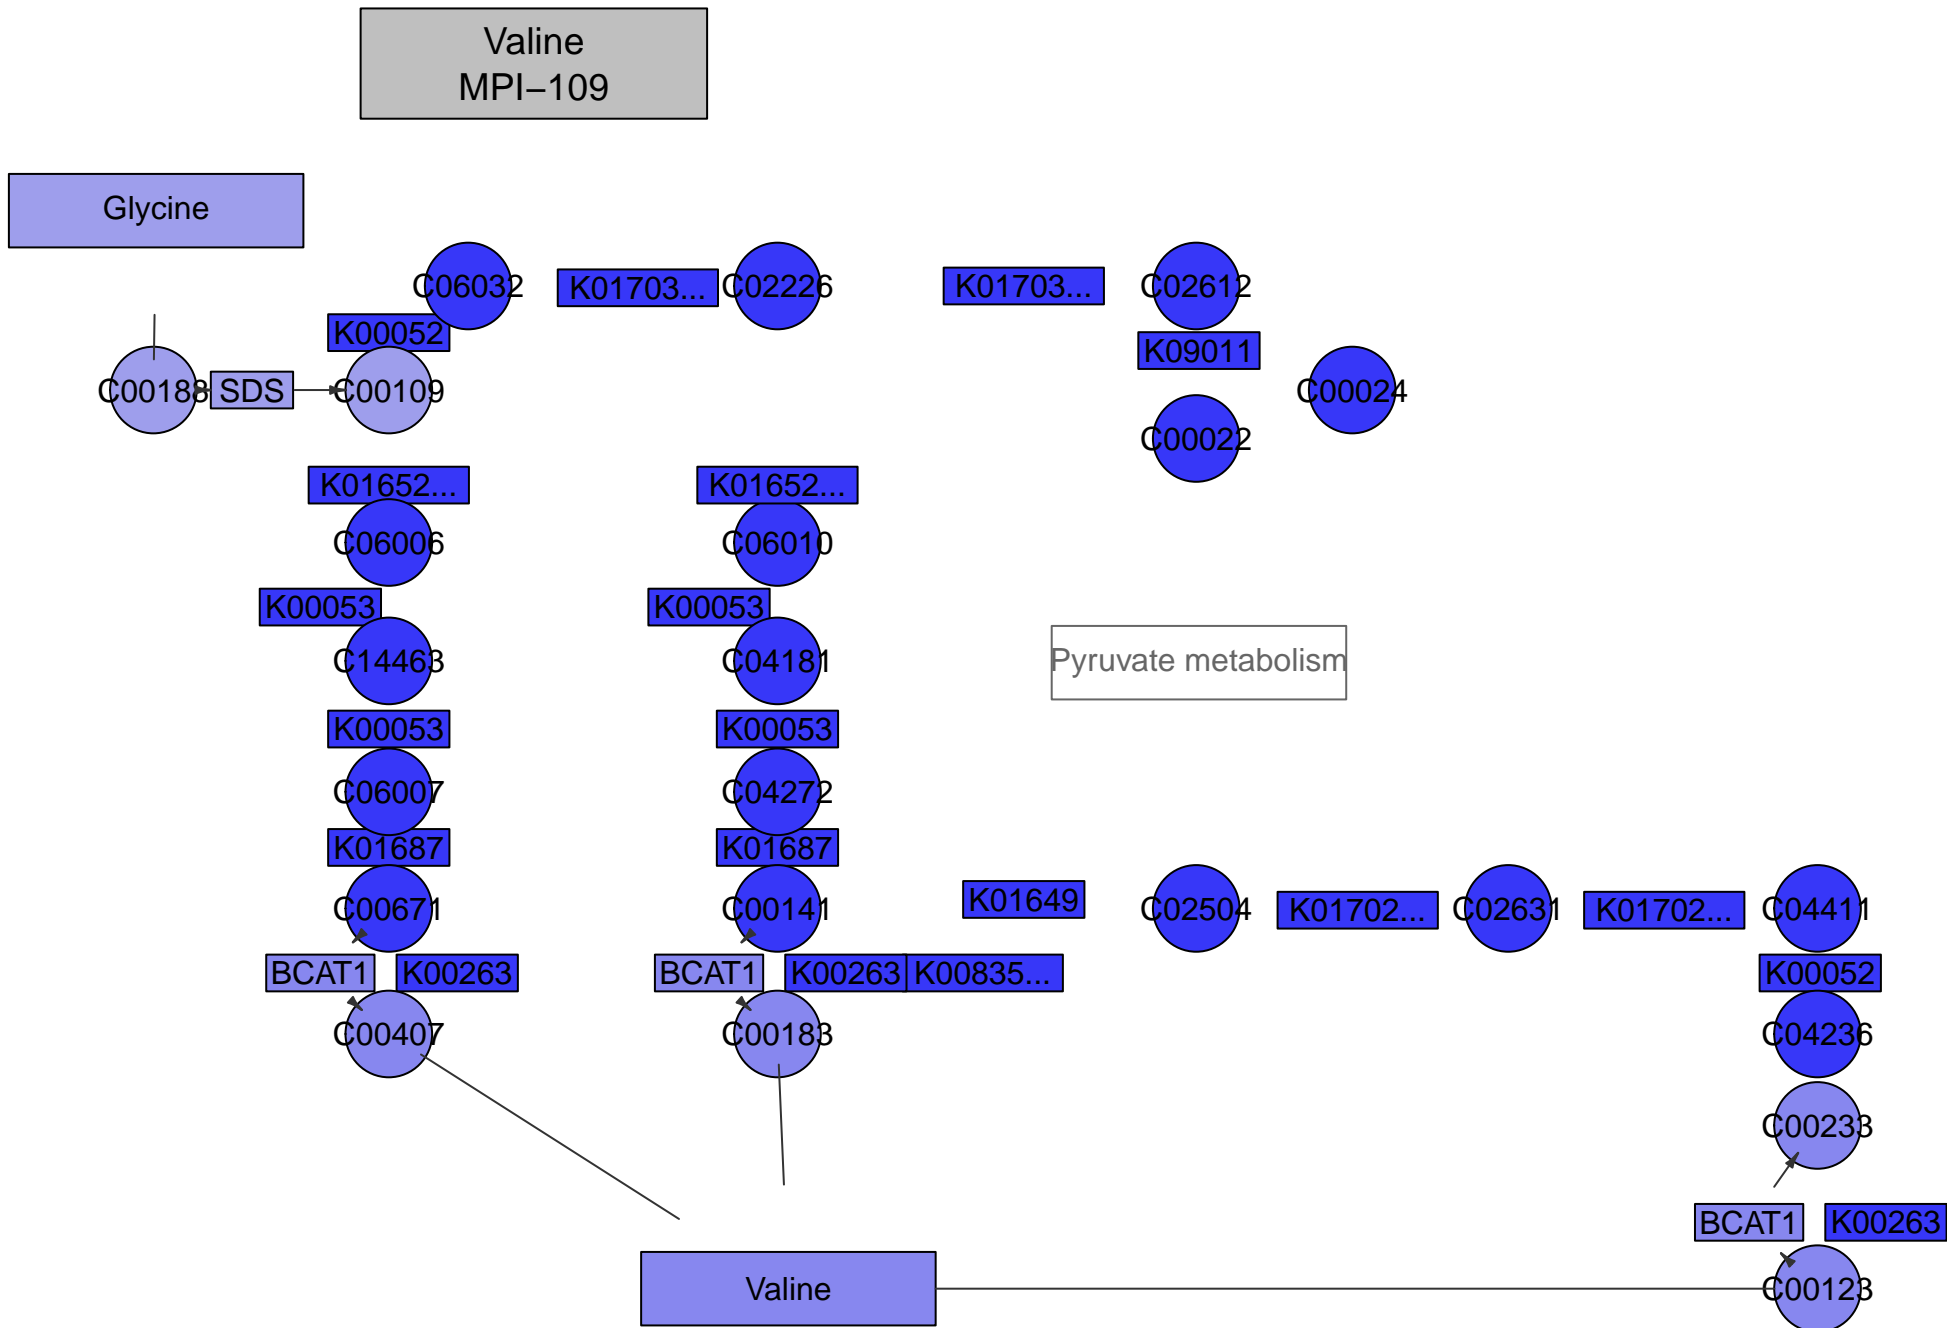 Valine
MPI−109
Glycine
C06032
K01703...
C02226
K01703...
C02612
K00052
K09011
C00188
SDS
C00109
C00024
C00022
K01652...
K01652...
C06006
C06010
K00053
K00053
C14463
C04181
Pyruvate metabolism
K00053
K00053
C06007
C04272
K01687
K01687
C00671
C00141
K01649
C02504
K01702...
C02631
K01702...
C04411
BCAT1
K00263
BCAT1
K00263
K00835...
K00052
C00407
C00183
C04236
C00233
BCAT1
K00263
Valine
C00123